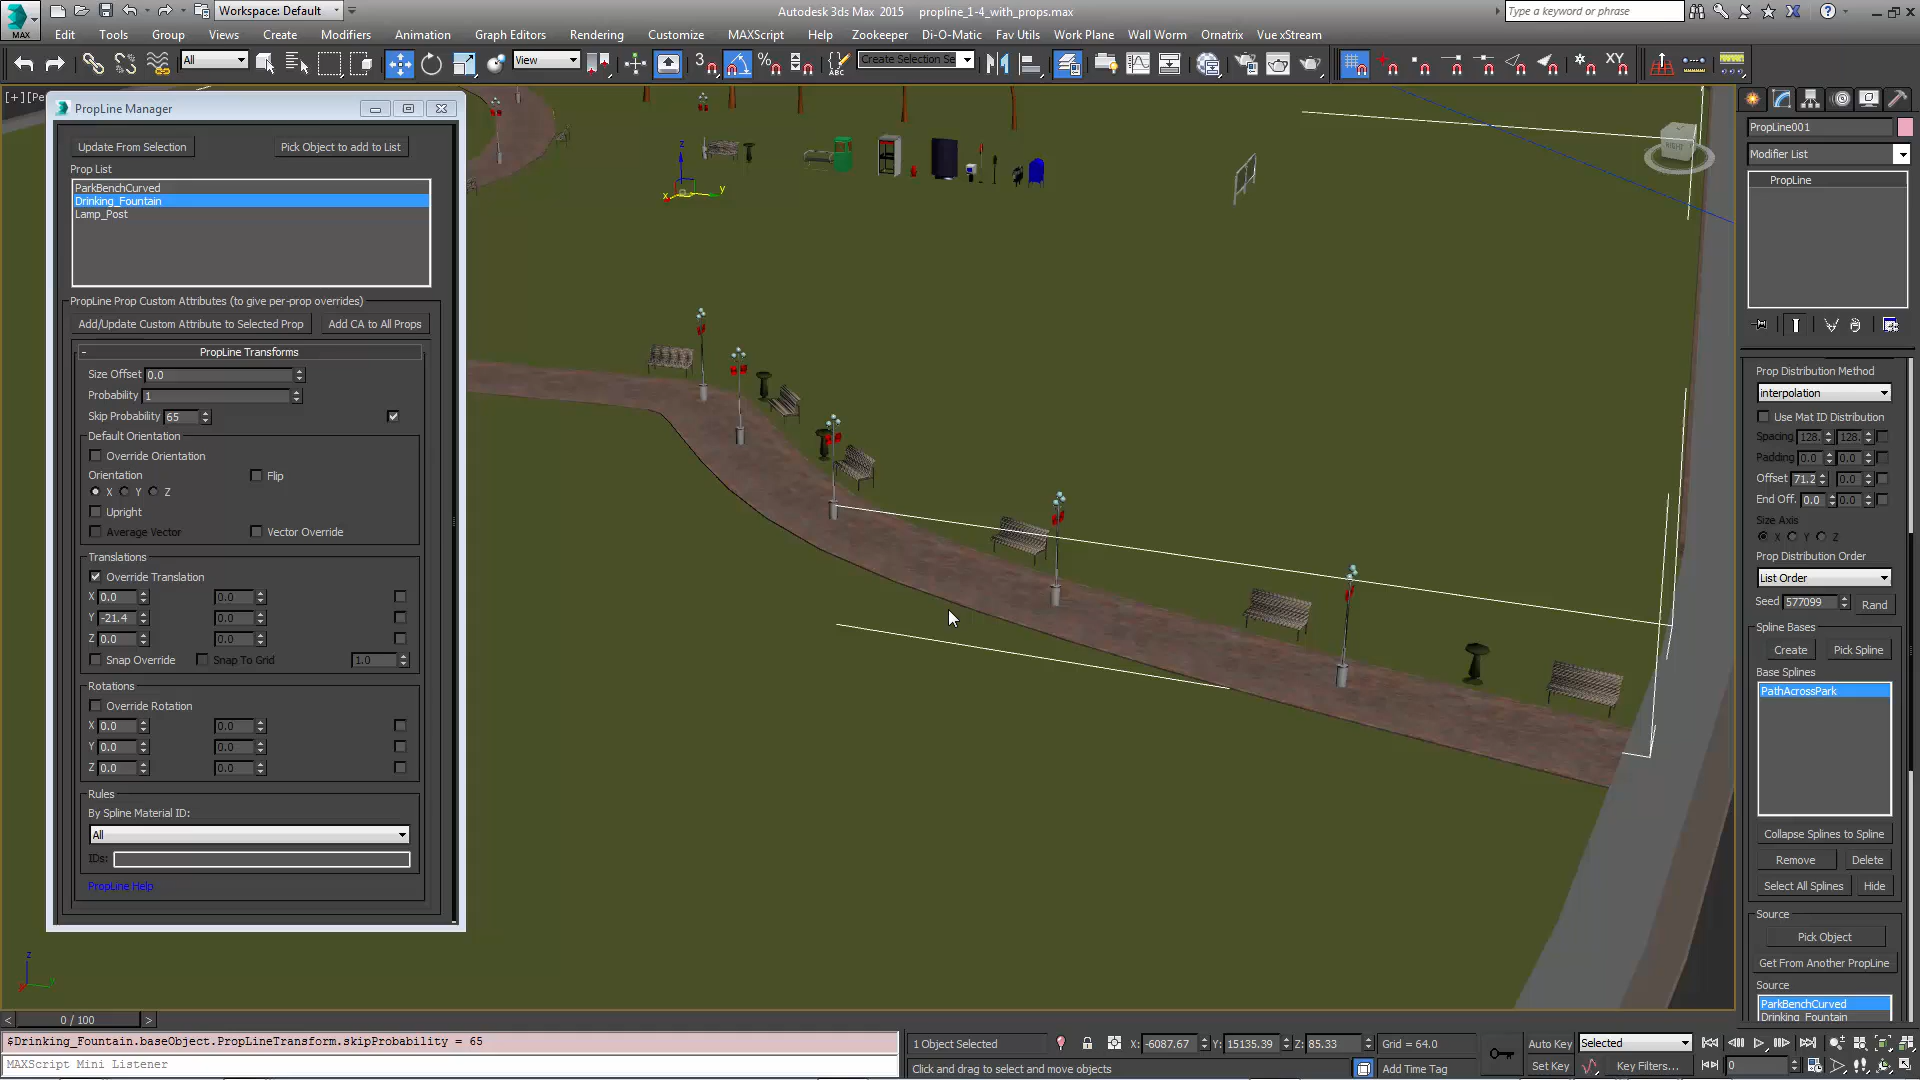 MAX
Workspace: Default
Autodesk 3ds Max 2015 propline_1-4_with_props.max
Type a keyword or phrase
Edit Tools Group Views Create Modifiers Animation Graph Editors Rendering Customize MAXScript Help Zookeeper Di-O-Matic Fav Utils Work Plane Wall Worm Ornatrix Vue xStream
All
View
3
ABC
Create Selection Se
XY
[+] [Pe
PropLine Manager
Update From Selection Pick Object to add to List
Prop List
ParkBenchCurved
Drinking_Fountain
Lamp_Post
PropLine Prop Custom Attributes (to give per-prop overrides)
Add/Update Custom Attribute to Selected Prop Add CA to All Props
- PropLine Transforms
Size Offset 0.0
Probability 1
Skip Probability 65
Default Orientation
Override Orientation
Orientation Flip
X Y Z
Upright
Average Vector Vector Override
Translations
Override Translation
X 0.0 0.0
Y -21.4 0.0
Z 0.0 0.0
Snap Override Snap To Grid 1.0
Rotations
Override Rotation
X 0.0 0.0
Y 0.0 0.0
Z 0.0 0.0
Rules
By Spline Material ID:
All
IDs:
PropLine Help
z
x
y
RIGHT
z
PropLine001
Modifier List
PropLine
Prop Distribution Method
interpolation
Use Mat ID Distribution
Spacing 128. 128.
Padding 0.0 0.0
Offset 71.2 0.0
End Off. 0.0 0.0
Size Axis
X Y Z
Prop Distribution Order
List Order
Seed 577099 Rand
Spline Bases
Create Pick Spline
Base Splines
PathAcrossPark
Collapse Splines to Spline
Remove Delete
Select All Splines Hide
Source
Pick Object
Get From Another PropLine
Source
ParkBenchCurved
Drinking_Fountain
< 0 / 100 >
$Drinking_Fountain.baseObject.PropLineTransform.skipProbability = 65
MAXScript Mini Listener
1 Object Selected X: -6087.67 Y: 15135.39 Z: 85.33 Grid = 64.0 Auto Key Selected
Click and drag to select and move objects Add Time Tag Set Key Key Filters... 0